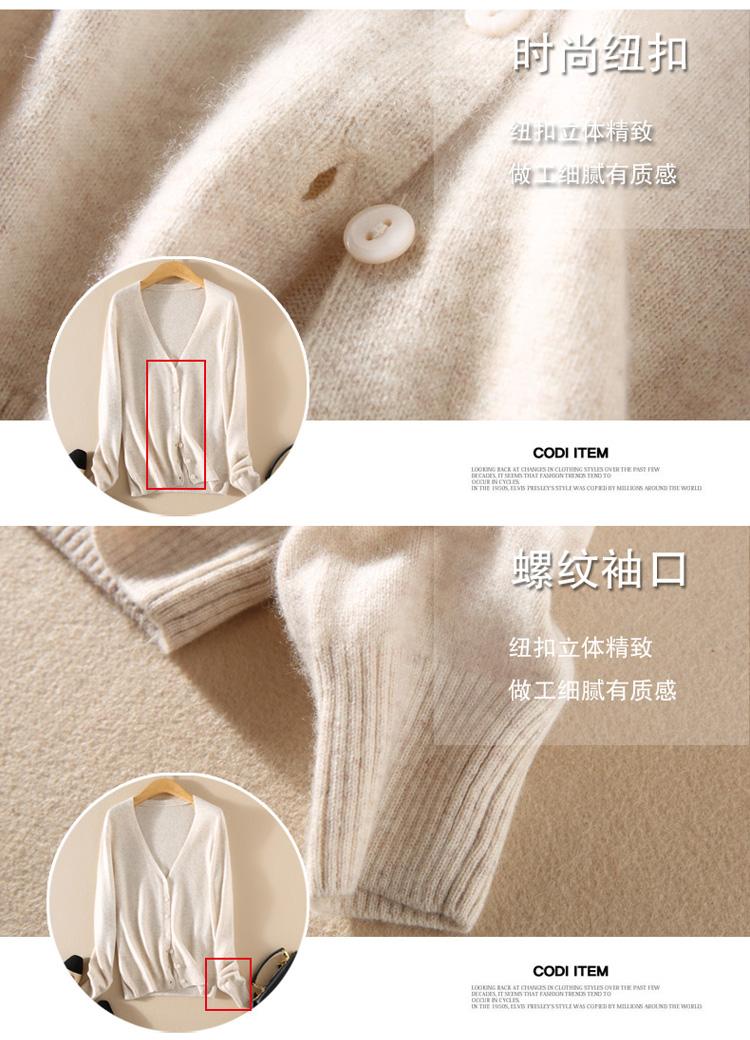 时尚纽扣
纽扣立体精致
做工细腻有质感
CODI ITEM
LOOKING BACK AT CHANGES IN CLOTHING STYLES OVER THE PAST FEW
DECADES, IT SEEMS THAT FASHION TRENDS TEND TO
OCCUR IN CYCLES.
IN THE 1950S, ELVIS PRESLEY'S STYLE WAS COPIED BY MILLIONS AROUND THE WORLD
螺纹袖口
纽扣立体精致
做工细腻有质感
CODI ITEM
LOOKING BACK AT CHANGES IN CLOTHING STYLES OVER THE PAST FEW
DECADES, IT SEEMS THAT FASHION TRENDS TEND TO
OCCUR IN CYCLES.
IN THE 1950S, ELVIS PRESLEY'S STYLE WAS COPIED BY MILLIONS AROUND THE WORLD